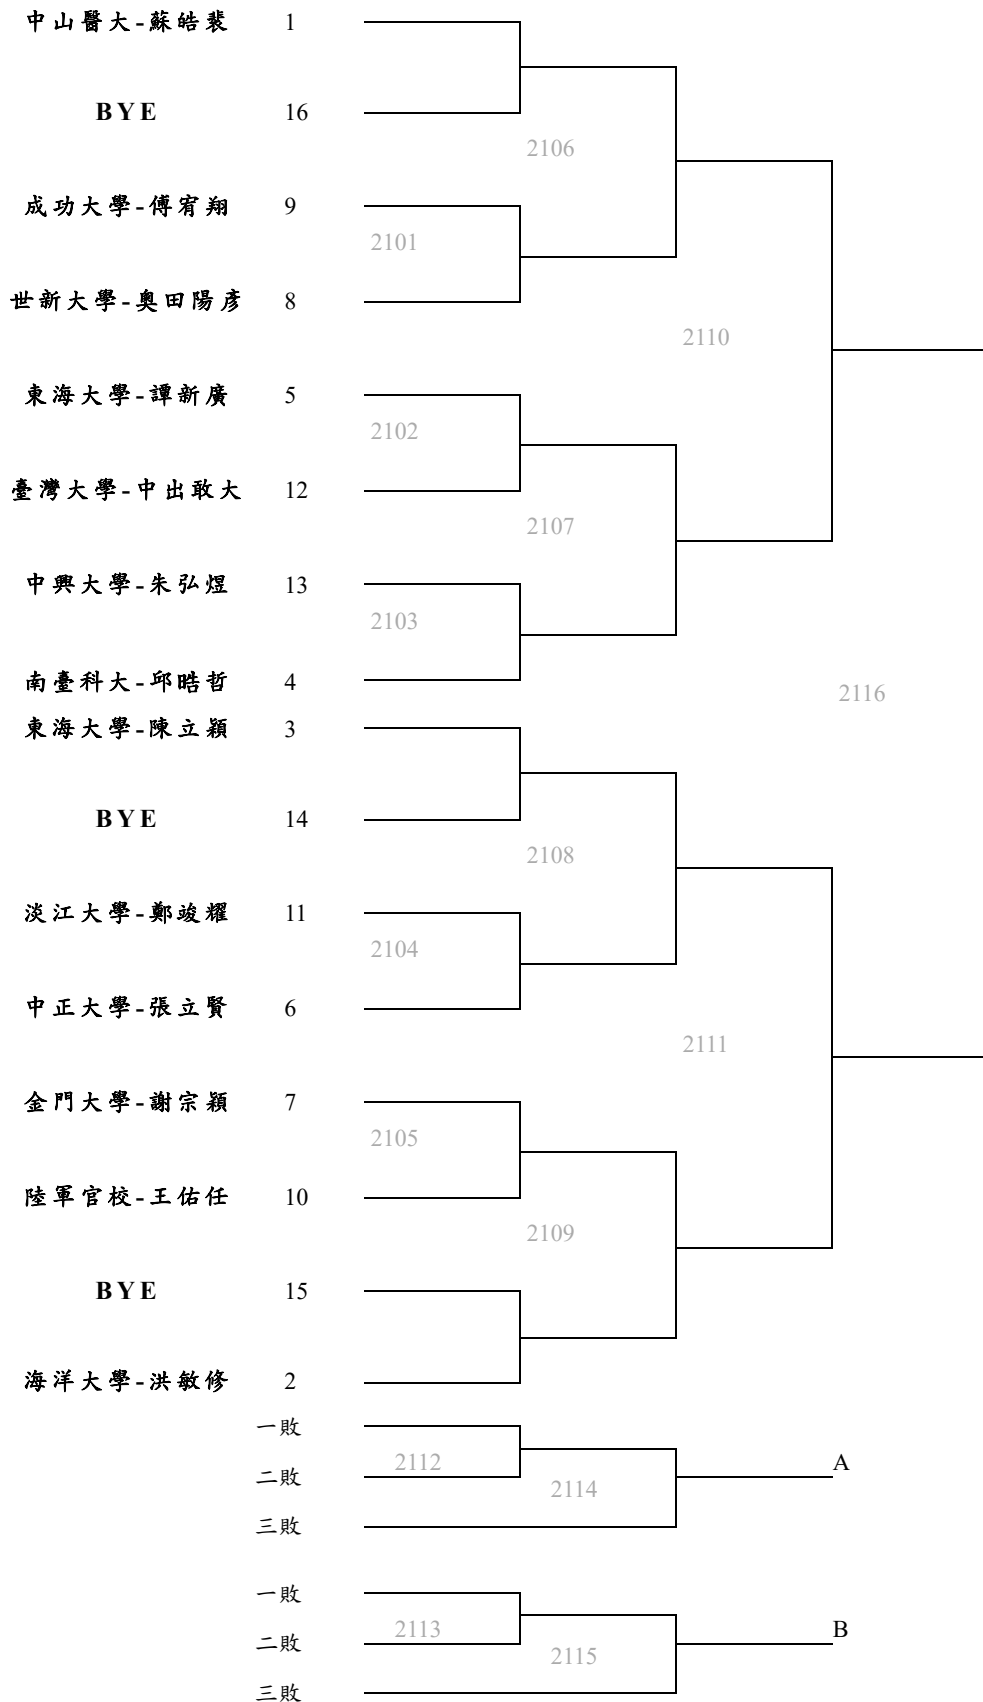 中山醫大-蘇皓裴 1
BYE 16
2106
成功大學-傅宥翔 9
2101
世新大學-奧田陽彥 8
2110
東海大學-譚新廣 5
2102
臺灣大學-中出敢大 12
2107
中興大學-朱弘煜 13
2103
南臺科大-邱晧哲 4
2116
東海大學-陳立穎 3
BYE 14
2108
淡江大學-鄭竣耀 11
2104
中正大學-張立賢 6
2111
金門大學-謝宗穎 7
2105
陸軍官校-王佑任 10
2109
BYE 15
海洋大學-洪敏修 2
一敗
2112
A
二敗
2114
三敗
一敗
2113
B
二敗
2115
三敗